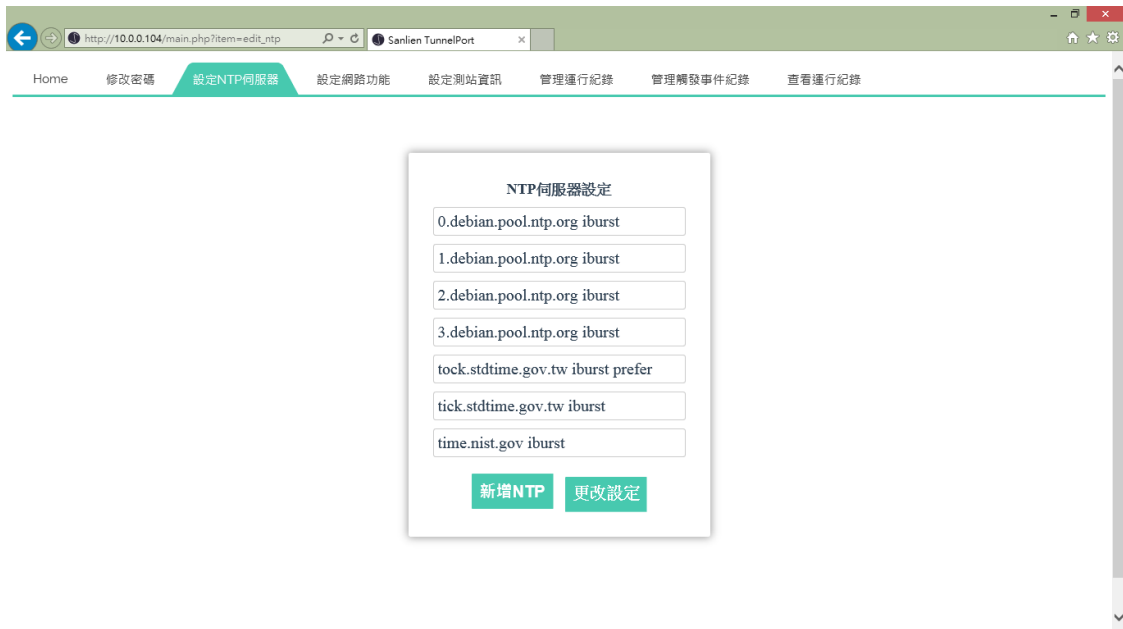 http://10.0.0.104/main.php?item=edit_ntp
Sanlien TunnelPort
Home 修改密碼 設定NTP伺服器 設定網路功能 設定測站資訊 管理運行紀錄 管理觸發事件紀錄 查看運行紀錄
NTP伺服器設定
0.debian.pool.ntp.org iburst
1.debian.pool.ntp.org iburst
2.debian.pool.ntp.org iburst
3.debian.pool.ntp.org iburst
tock.stdtime.gov.tw iburst prefer
tick.stdtime.gov.tw iburst
time.nist.gov iburst
新增NTP 更改設定